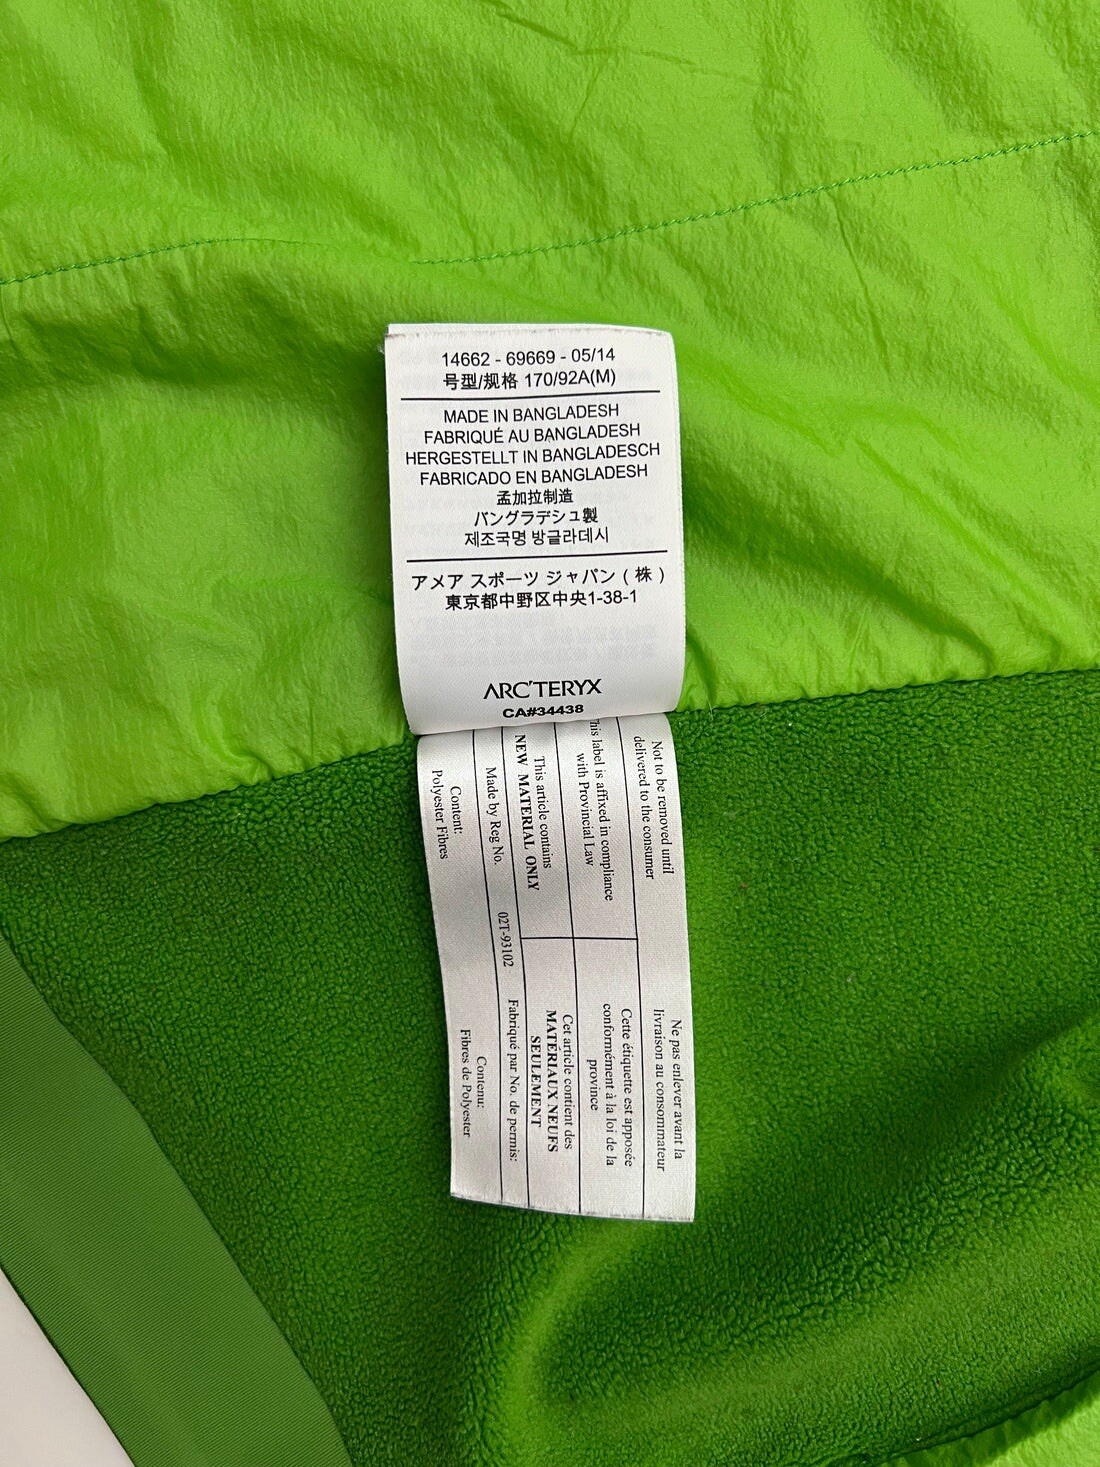 14662 - 69669 - 05/14
号型/规格 170/92A(M)
MADE IN BANGLADESH
FABRIQUÉ AU BANGLADESH
HERGESTELLT IN BANGLADESCH
FABRICADO EN BANGLADESH
孟加拉制造
バングラデシュ製
제조국명 방글라데시
アメア スポーツ ジャパン ( 株 )
東京都中野区中央1-38-1
ARC'TERYX
CA#34438
Not to be removed until
delivered to the consumer
Ne pas enlever avant la
livraison au consommateur
This label is affixed in compliance
with Provincial Law
Cette étiquette est apposée
conformément à la loi de la
province
This article contains
NEW MATERIAL ONLY
Cet article contient des
MATÉRIAUX NEUFS
SEULEMENT
Made by Reg No. 02T-93102 Fabriqué par No. de permis:
Content:
Polyester Fibres
Contenu:
Fibres de Polyester